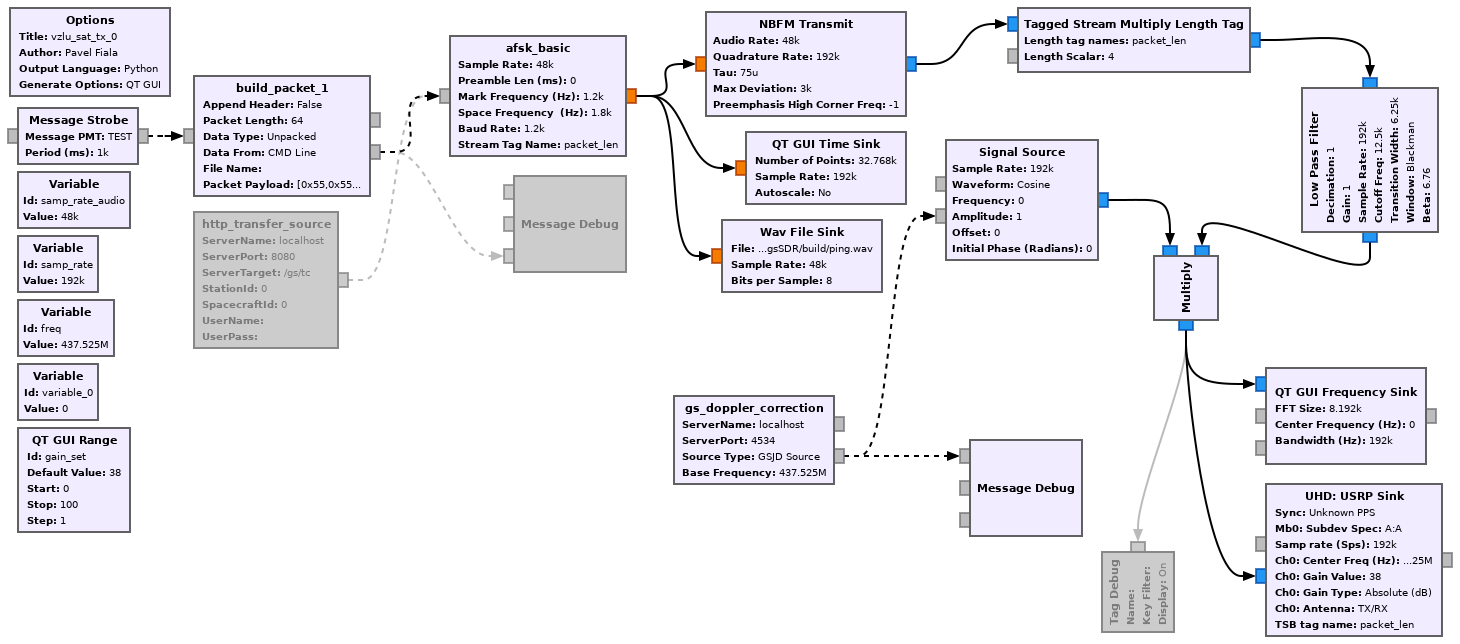 Options
Title: vzlu_sat_tx_0
Author: Pavel Fiala
Output Language: Python
Generate Options: QT GUI
Message Strobe
Message PMT: TEST
Period (ms): 1k
Variable
Id: samp_rate_audio
Value: 48k
Variable
Id: samp_rate
Value: 192k
Variable
Id: freq
Value: 437.525M
Variable
Id: variable_0
Value: 0
QT GUI Range
Id: gain_set
Default Value: 38
Start: 0
Stop: 100
Step: 1
build_packet_1
Append Header: False
Packet Length: 64
Data Type: Unpacked
Data From: CMD Line
File Name:
Packet Payload: [0x55,0x55...
http_transfer_source
ServerName: localhost
ServerPort: 8080
ServerTarget: /gs/tc
StationId: 0
SpacecraftId: 0
UserName:
UserPass:
afsk_basic
Sample Rate: 48k
Preamble Len (ms): 0
Mark Frequency (Hz): 1.2k
Space Frequency (Hz): 1.8k
Baud Rate: 1.2k
Stream Tag Name: packet_len
Message Debug
NBFM Transmit
Audio Rate: 48k
Quadrature Rate: 192k
Tau: 75u
Max Deviation: 3k
Preemphasis High Corner Freq: -1
QT GUI Time Sink
Number of Points: 32.768k
Sample Rate: 192k
Autoscale: No
Wav File Sink
File: ...gsSDR/build/ping.wav
Sample Rate: 48k
Bits per Sample: 8
gs_doppler_correction
ServerName: localhost
ServerPort: 4534
Source Type: GSJD Source
Base Frequency: 437.525M
Signal Source
Sample Rate: 192k
Waveform: Cosine
Frequency: 0
Amplitude: 1
Offset: 0
Initial Phase (Radians): 0
Message Debug
Tagged Stream Multiply Length Tag
Length tag names: packet_len
Length Scalar: 4
Low Pass Filter
Decimation: 1
Gain: 1
Sample Rate: 192k
Cutoff Freq: 12.5k
Transition Width: 6.25k
Window: Blackman
Beta: 6.76
Multiply
Tag Debug
Name:
Key Filter:
Display: On
QT GUI Frequency Sink
FFT Size: 8.192k
Center Frequency (Hz): 0
Bandwidth (Hz): 192k
UHD: USRP Sink
Sync: Unknown PPS
Mb0: Subdev Spec: A:A
Samp rate (Sps): 192k
Ch0: Center Freq (Hz): ...25M
Ch0: Gain Value: 38
Ch0: Gain Type: Absolute (dB)
Ch0: Antenna: TX/RX
TSB tag name: packet_len